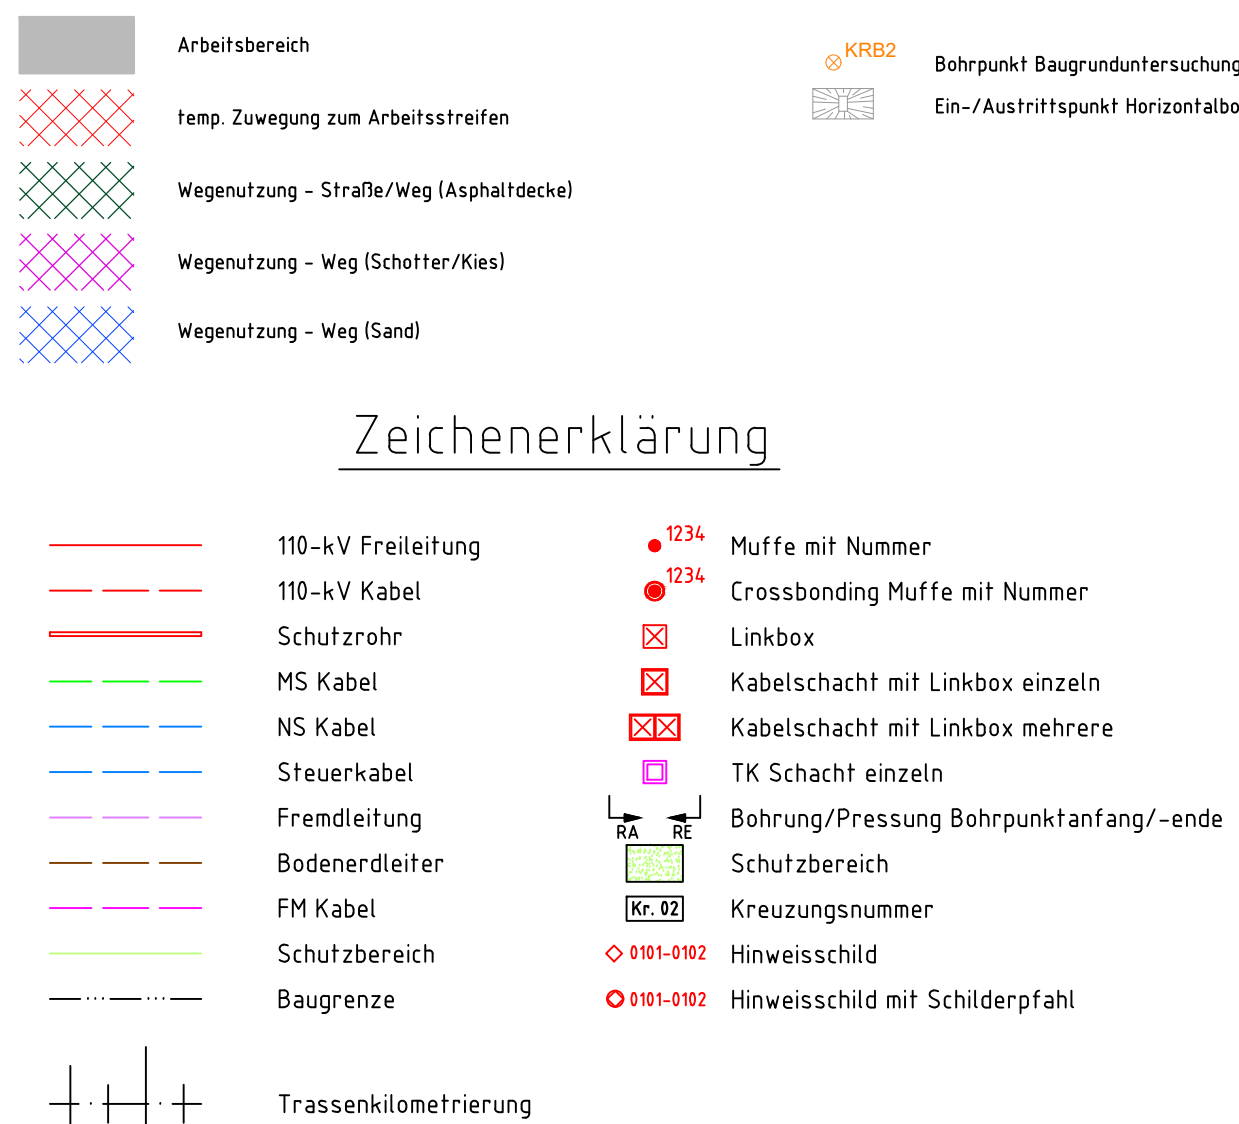 Arbeitsbereich
temp. Zuwegung zum Arbeitsstreifen
Wegenutzung - Straße/Weg (Asphaltdecke)
Wegenutzung - Weg (Schotter/Kies)
Wegenutzung - Weg (Sand)
KRB2
Bohrpunkt Baugrunduntersuchung
Ein-/Austrittspunkt Horizontalbo
Zeichenerklärung
110-kV Freileitung
110-kV Kabel
Schutzrohr
MS Kabel
NS Kabel
Steuerkabel
Fremdleitung
Bodenerdleiter
FM Kabel
Schutzbereich
Baugrenze
Trassenkilometrierung
1234 Muffe mit Nummer
1234 Crossbonding Muffe mit Nummer
Linkbox
Kabelschacht mit Linkbox einzeln
Kabelschacht mit Linkbox mehrere
TK Schacht einzeln
RA RE Bohrung/Pressung Bohrpunktanfang/-ende
Schutzbereich
Kr. 02 Kreuzungsnummer
0101-0102 Hinweisschild
0101-0102 Hinweisschild mit Schilderpfahl